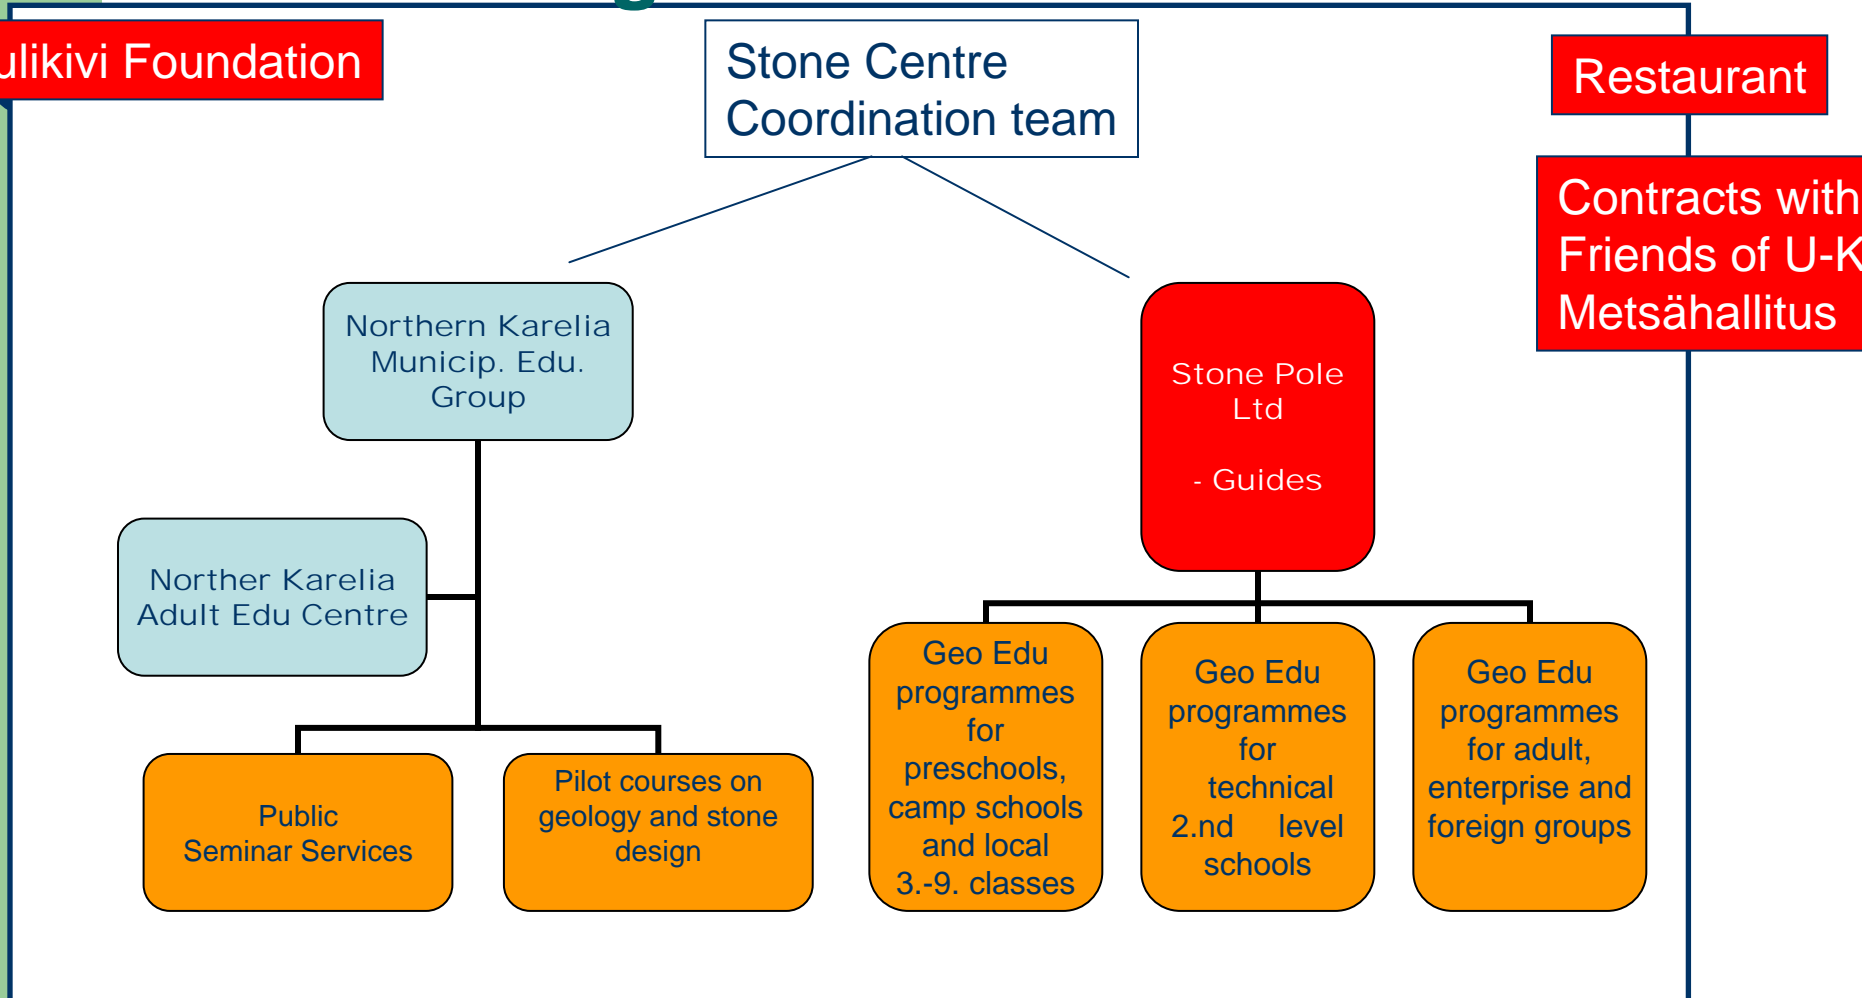 ulikivi Foundation
Stone Centre
Coordination team
Restaurant
Contracts with
Friends of U-K
Metsähallitus
Northern Karelia
Municip. Edu.
Group
Stone Pole
Ltd
- Guides
Norther Karelia
Adult Edu Centre
Public
Seminar Services
Pilot courses on
geology and stone
design
Geo Edu
programmes
for
preschools,
camp schools
and local
3.-9. classes
Geo Edu
programmes
for
technical
2.nd level
schools
Geo Edu
programmes
for adult,
enterprise and
foreign groups